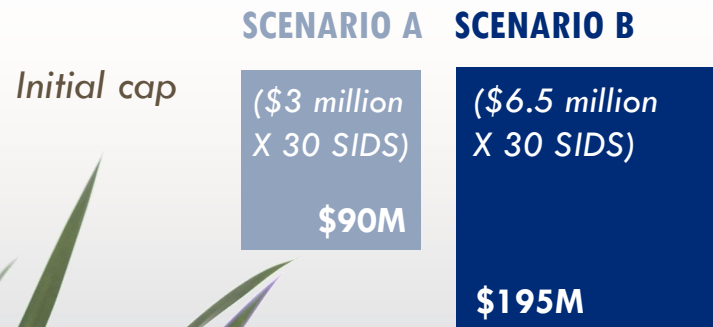 SCENARIO A
SCENARIO B
Initial cap
($3 million
X 30 SIDS)
$90M
($6.5 million
X 30 SIDS)
$195M